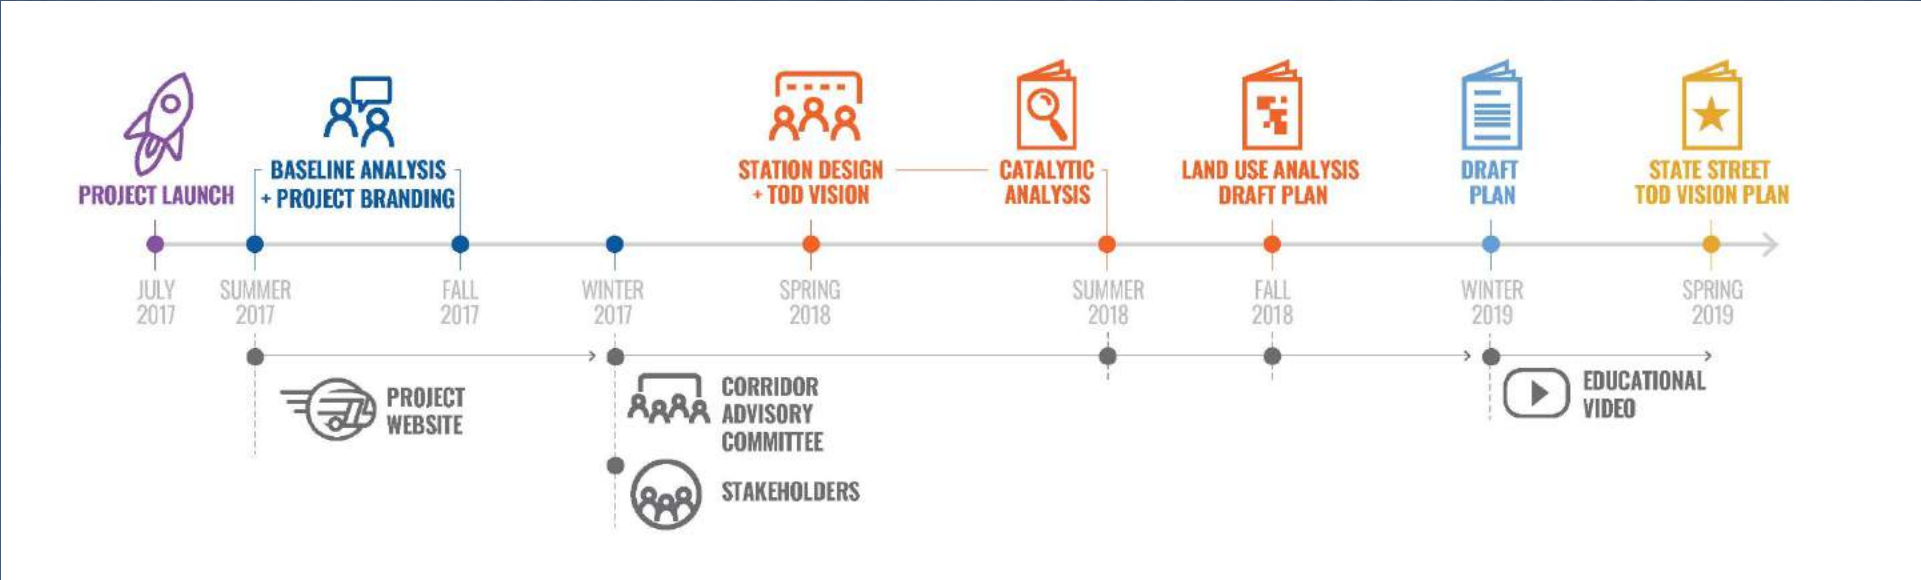 PROJECT LAUNCH
BASELINE ANALYSIS
+ PROJECT BRANDING
STATION DESIGN
+ TOD VISION
CATALYTIC
ANALYSIS
LAND USE ANALYSIS
DRAFT PLAN
DRAFT
PLAN
STATE STREET
TOD VISION PLAN
JULY
2017
SUMMER
2017
FALL
2017
WINTER
2017
SPRING
2018
SUMMER
2018
FALL
2018
WINTER
2019
SPRING
2019
PROJECT
WEBSITE
CORRIDOR
ADVISORY
COMMITTEE
STAKEHOLDERS
EDUCATIONAL
VIDEO